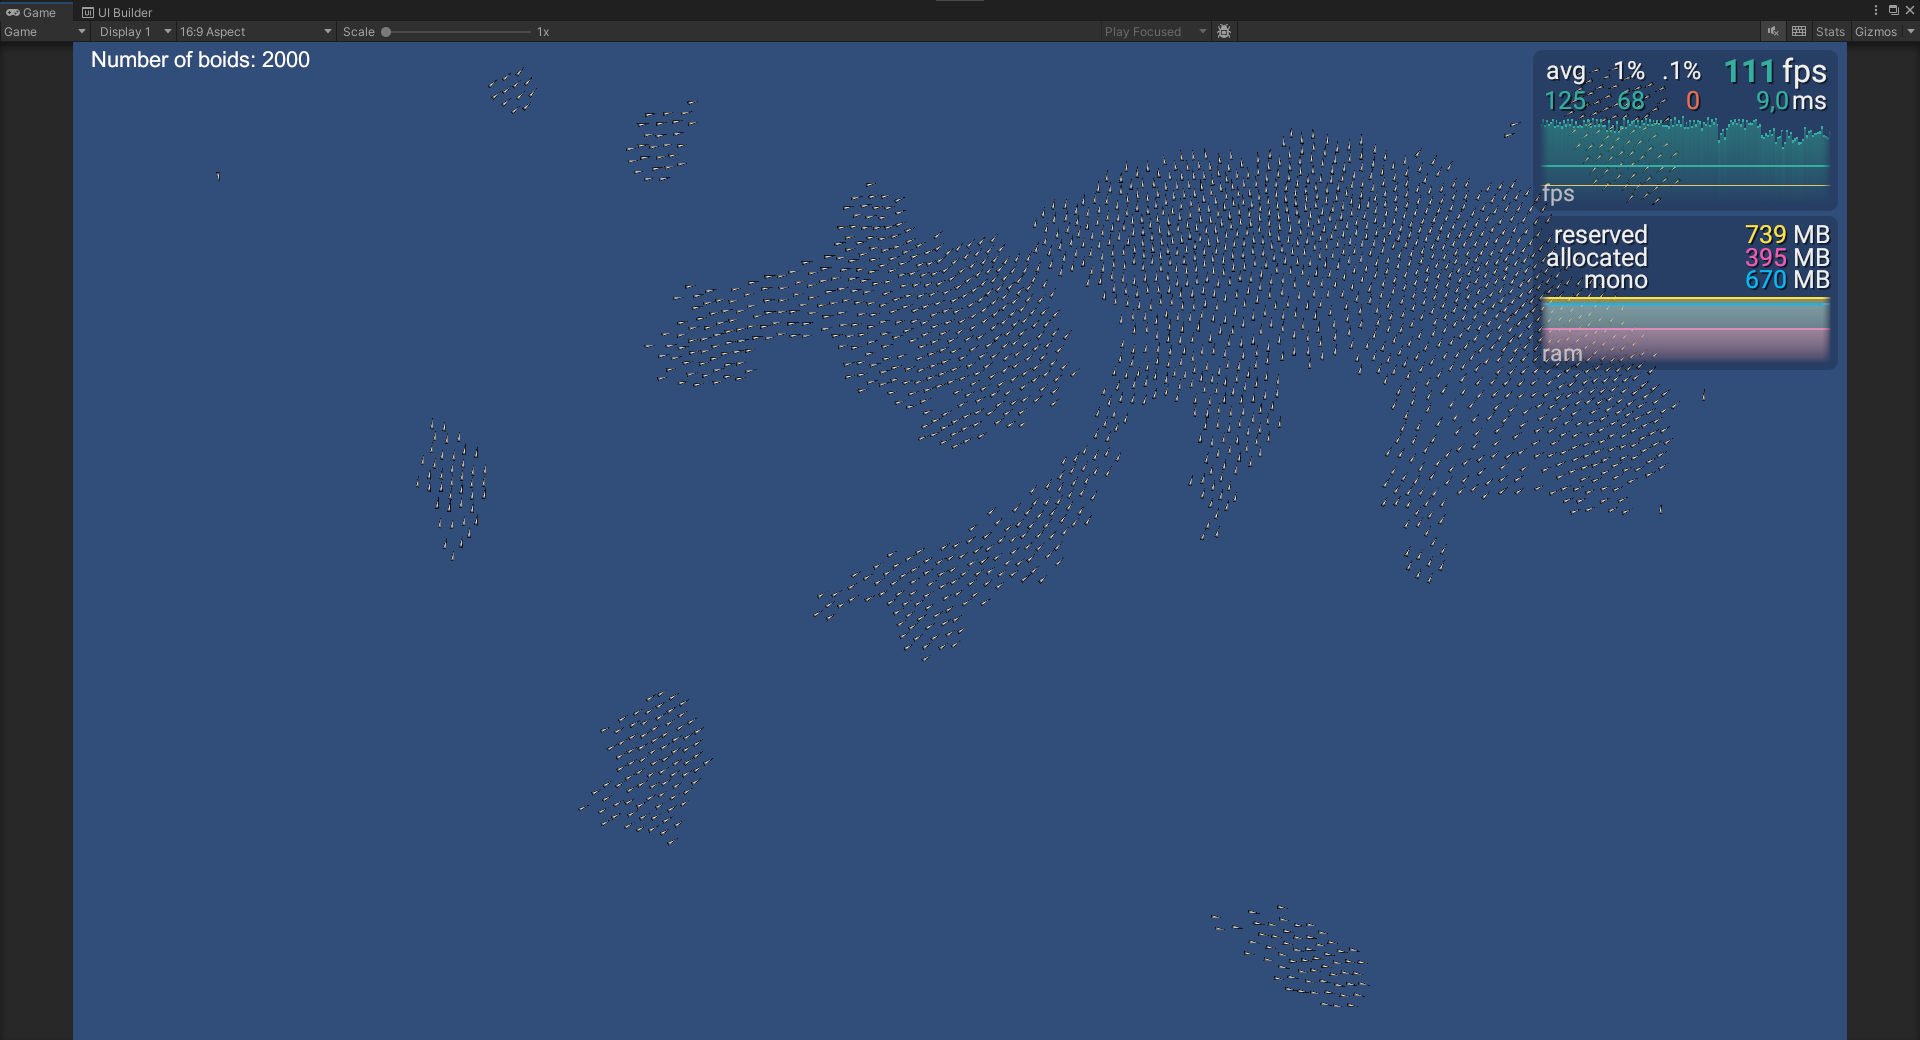 Game UI Builder
Game Display 1 16:9 Aspect Scale 1x Play Focused Stats Gizmos
Number of boids: 2000
avg 1% .1% 111 fps
125 68 0 9,0 ms
fps
reserved 739 MB
allocated 395 MB
mono 670 MB
ram